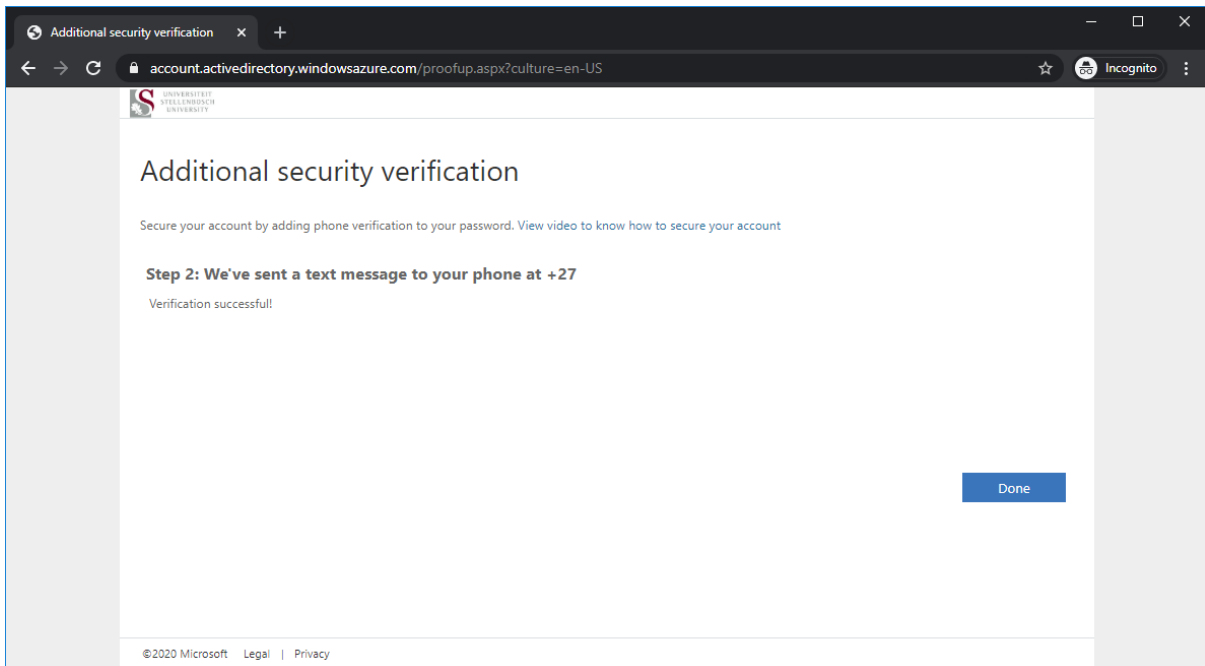 Additional security verification
account.activedirectory.windowsazure.com/proofup.aspx?culture=en-US
Incognito
UNIVERSITEIT
STELLENBOSCH
UNIVERSITY
Additional security verification
Secure your account by adding phone verification to your password. View video to know how to secure your account
Step 2: We've sent a text message to your phone at +27
Verification successful!
Done
©2020 Microsoft Legal | Privacy